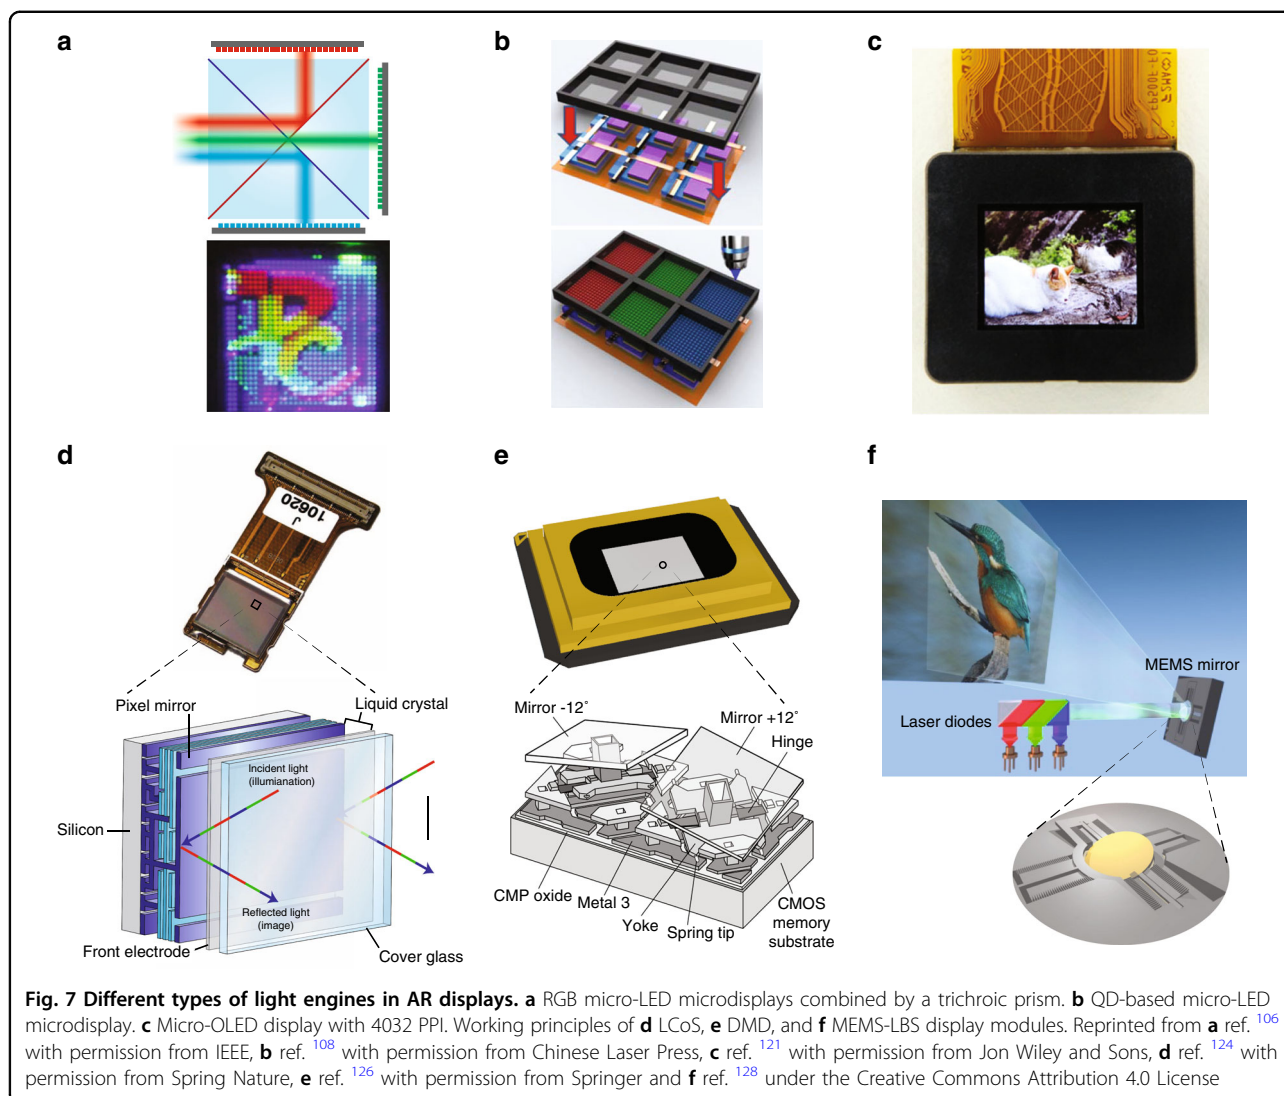 a
b
c
FP500F-FC
d
J
10620
Pixel mirror
Liquid crystal
Incident light
(illumianation)
Silicon
Reflected light
(image)
Front electrode
Cover glass
e
Mirror -12˚
Mirror +12˚
Hinge
CMP oxide
Metal 3
Yoke
Spring tip
CMOS
memory
substrate
f
MEMS mirror
Laser diodes
Fig. 7 Different types of light engines in AR displays. a RGB micro-LED microdisplays combined by a trichroic prism. b QD-based micro-LED
microdisplay. c Micro-OLED display with 4032 PPI. Working principles of d LCoS, e DMD, and f MEMS-LBS display modules. Reprinted from a ref. 106
with permission from IEEE, b ref. 108 with permission from Chinese Laser Press, c ref. 121 with permission from Jon Wiley and Sons, d ref. 124 with
permission from Spring Nature, e ref. 126 with permission from Springer and f ref. 128 under the Creative Commons Attribution 4.0 License